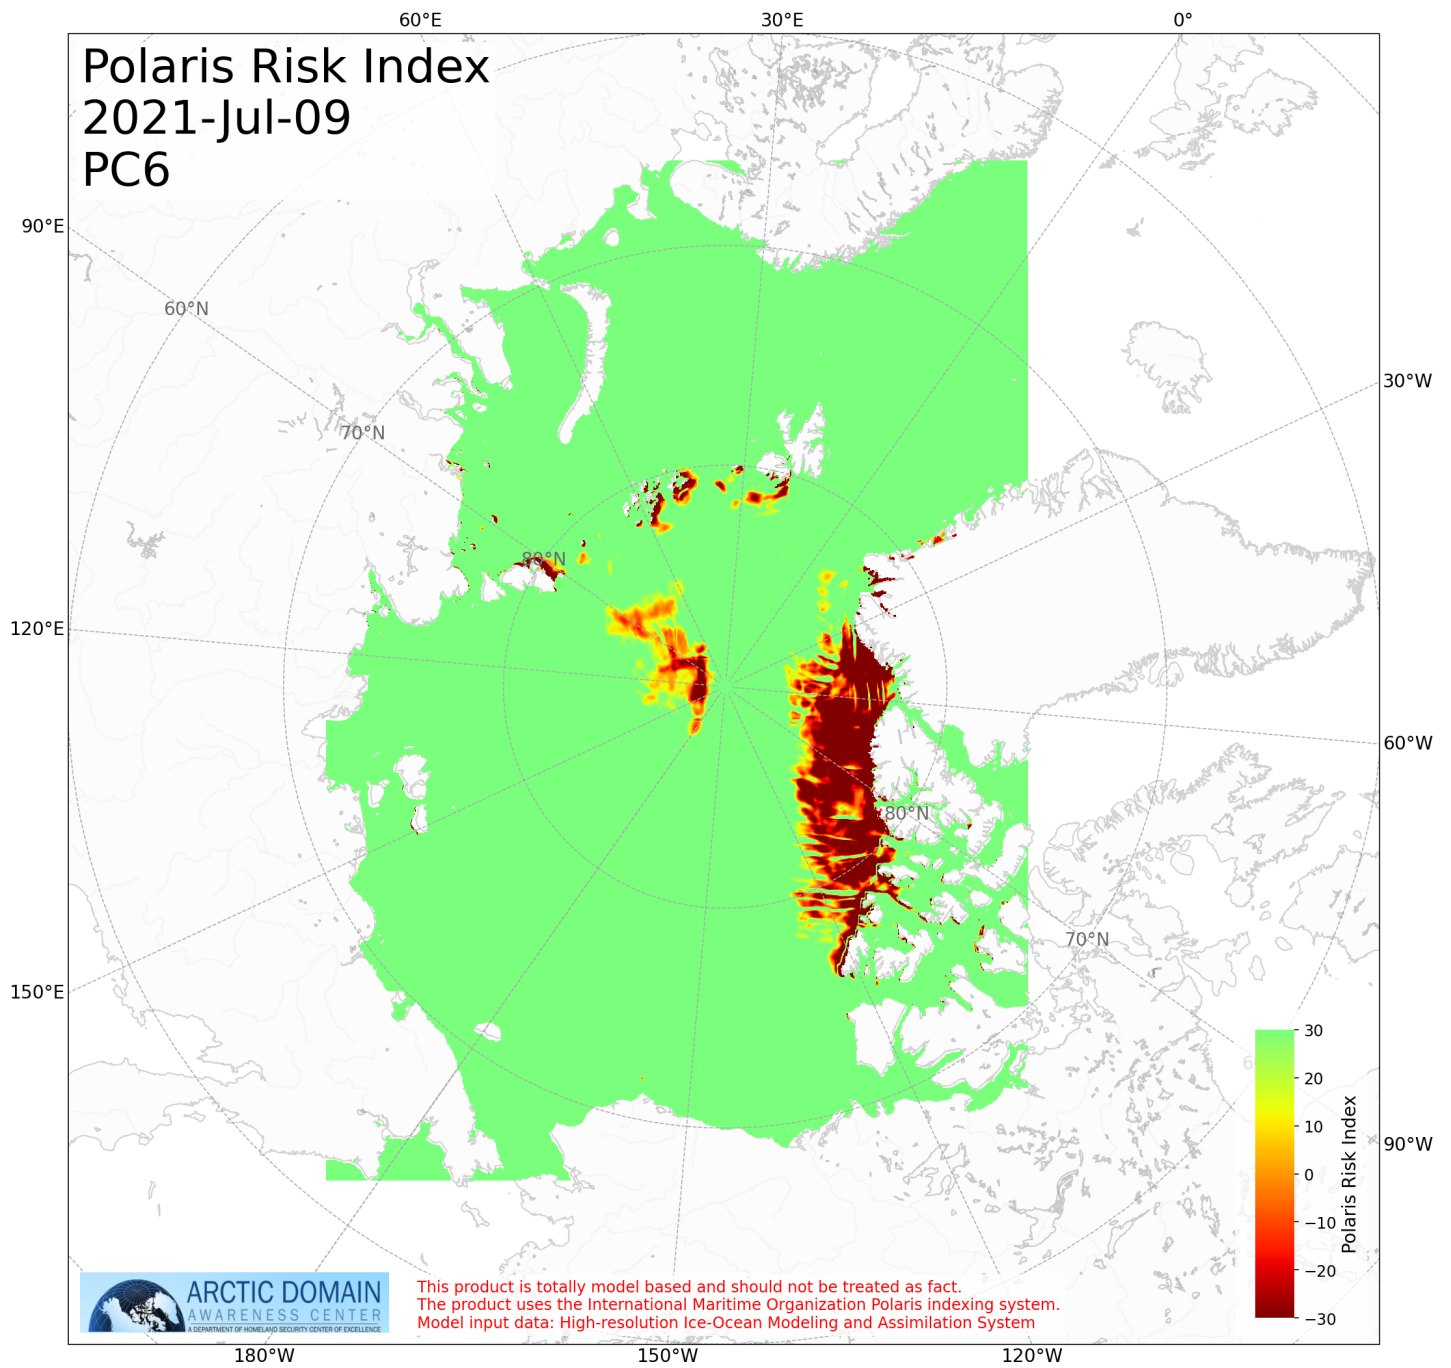 60°E 30°E 0°
Polaris Risk Index
2021-Jul-09
PC6
90°E
60°N
30°W
70°N
80°N
120°E
60°W
80°N
70°N
150°E
30
20
10
0
−10
−20
−30
Polaris Risk Index
90°W
ARCTIC DOMAIN
AWARENESS CENTER
A DEPARTMENT OF HOMELAND SECURITY CENTER OF EXCELLENCE
This product is totally model based and should not be treated as fact.
The product uses the International Maritime Organization Polaris indexing system.
Model input data: High-resolution Ice-Ocean Modeling and Assimilation System
180°W 150°W 120°W